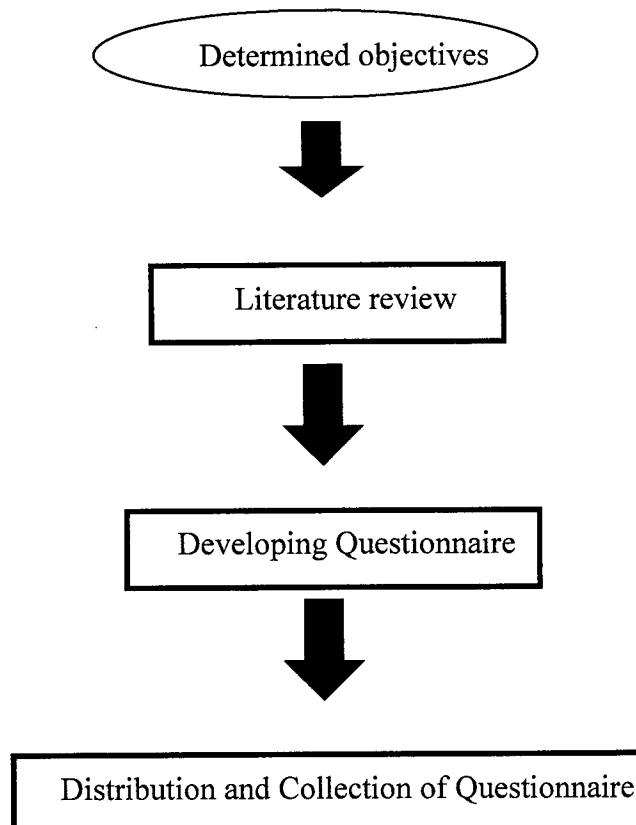 Determined objectives
Literature review
Developing Questionnaire
Distribution and Collection of Questionnaire